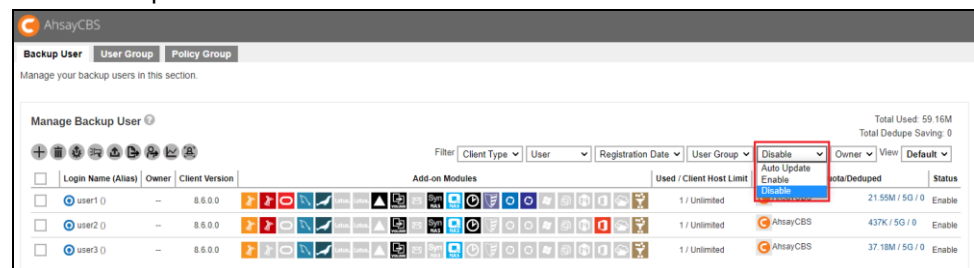 AhsayCBS
Backup User User Group Policy Group
Manage your backup users in this section.
Manage Backup User
Total Used: 59.16M
Total Dedupe Saving: 0
Filter Client Type User Registration Date User Group Disable Owner View Default
Auto Update
Enable
Disable
Login Name (Alias) Owner Client Version Add-on Modules Used / Client Host Limit uota/Deduped Status
user1 () -- 8.6.0.0 1 / Unlimited 21.55M / 5G / 0 Enable
user2 () -- 8.6.0.0 1 / Unlimited AhsayCBS 437K / 5G / 0 Enable
user3 () -- 8.6.0.0 1 / Unlimited AhsayCBS 37.18M / 5G / 0 Enable